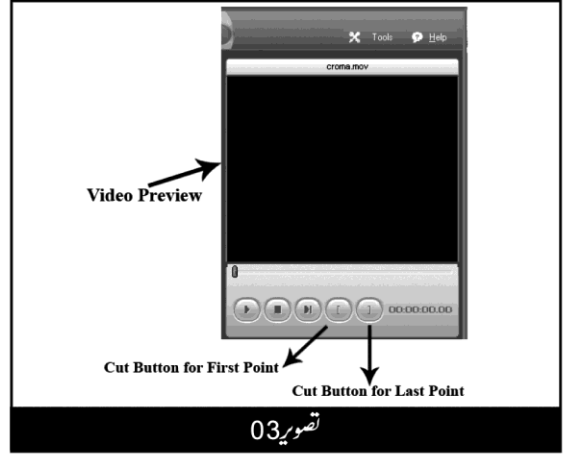 Tools Help
croma.mov
Video Preview
[ ] 00:00:00.00
Cut Button for First Point
Cut Button for Last Point
تصویر03